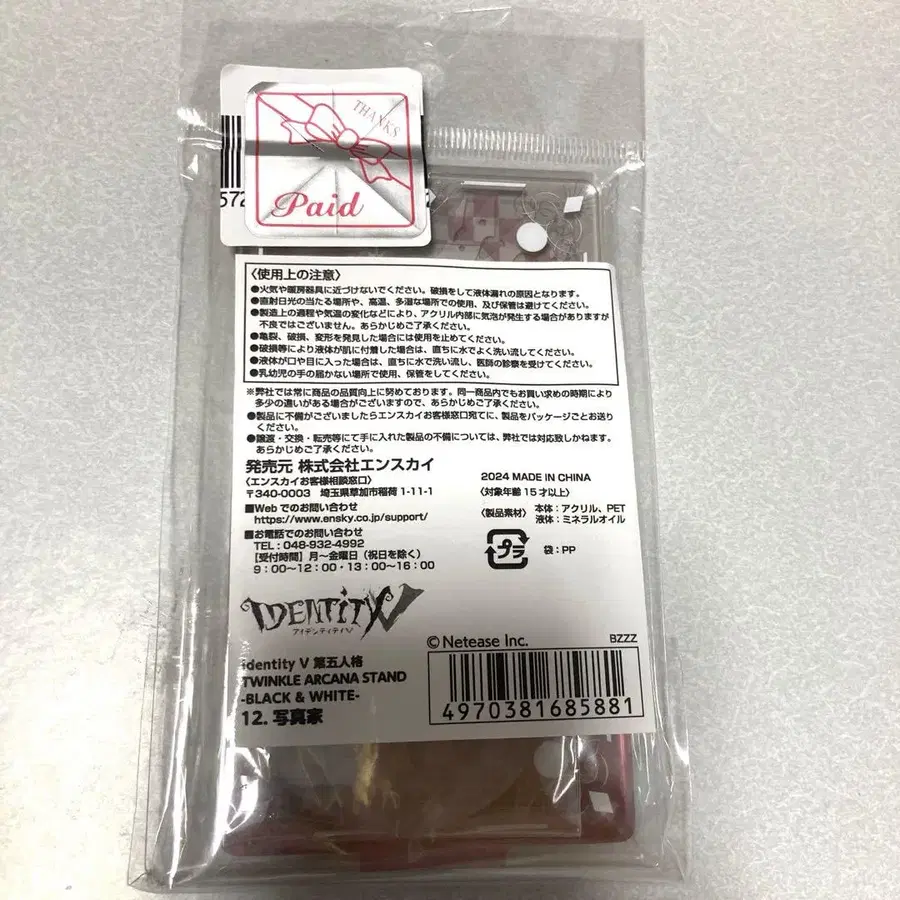 THANKS
Paid
572
〈使用上の注意〉
●火気や暖房器具に近づけないでください。破損をして液体漏れの原因となります。
●直射日光の当たる場所や、高温、多湿な場所での使用、及び保管は避けてください。
●製造上の過程や気温の変化などにより、アクリル内部に気泡が発生する場合がありますが
不良ではございません。あらかじめご了承ください。
●亀裂、破損、変形を発見した場合には使用を止めてください。
●破損等により液体が肌に付着した場合は、直ちに水でよく洗い流してください。
●液体が口や目に入った場合は、直ちに水で洗い流し、医師の診察を受けてください。
●乳幼児の手の届かない場所で使用、保管をしてください。
※弊社では常に商品の品質向上に努めております。同一商品内でもお買い求めの時期により
多少の違いがある場合がございますので、あらかじめご了承ください。
●製品に不備がございましたらエンスカイお客様窓口宛てに、製品をパッケージごとお送り
ください。
●譲渡・交換・転売等にて手に入れた製品の不備については、弊社では対応致しかねます。
あらかじめご了承ください。
発売元 株式会社エンスカイ
〈エンスカイお客様相談窓口〉
〒340-0003 埼玉県草加市稲荷 1-11-1
■Web でのお問い合わせ
https://www.ensky.co.jp/support/
■お電話でのお問い合わせ
TEL : 048-932-4992
【受付時間】月～金曜日（祝日を除く）
9：00～12：00・13：00～16：00
2024 MADE IN CHINA
〈対象年齢 15才以上〉
〈製品素材〉 本体：アクリル、PET
液体：ミネラルオイル
プラ
袋：PP
IDENTITY V
アイデンティティV
© Netease Inc.
BZZZ
identity V 第五人格
TWINKLE ARCANA STAND
-BLACK & WHITE-
12. 写真家
4970381685881